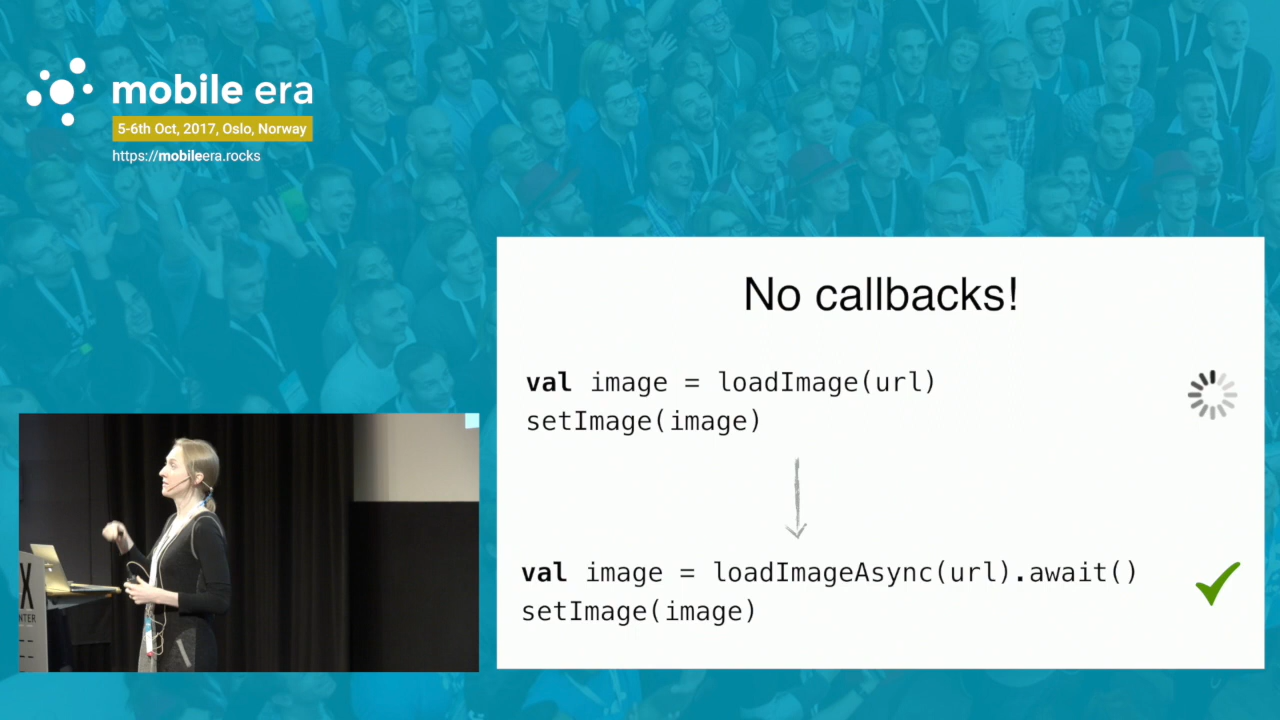 mobile era
5-6th Oct, 2017, Oslo, Norway
https://mobileera.rocks
No callbacks!
val image = loadImage(url)
setImage(image)
val image = loadImageAsync(url).await()
setImage(image)
X
NTER